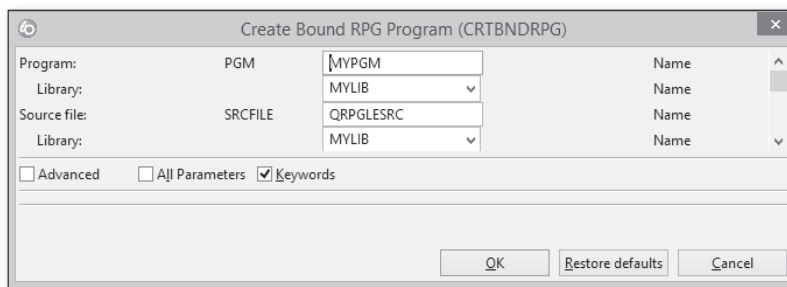 Create Bound RPG Program (CRTBNDRPG)
Program: PGM MYPGM Name
Library: MYLIB Name
Source file: SRCFILE QRPGLESRC Name
Library: MYLIB Name
Advanced All Parameters Keywords
OK Restore defaults Cancel